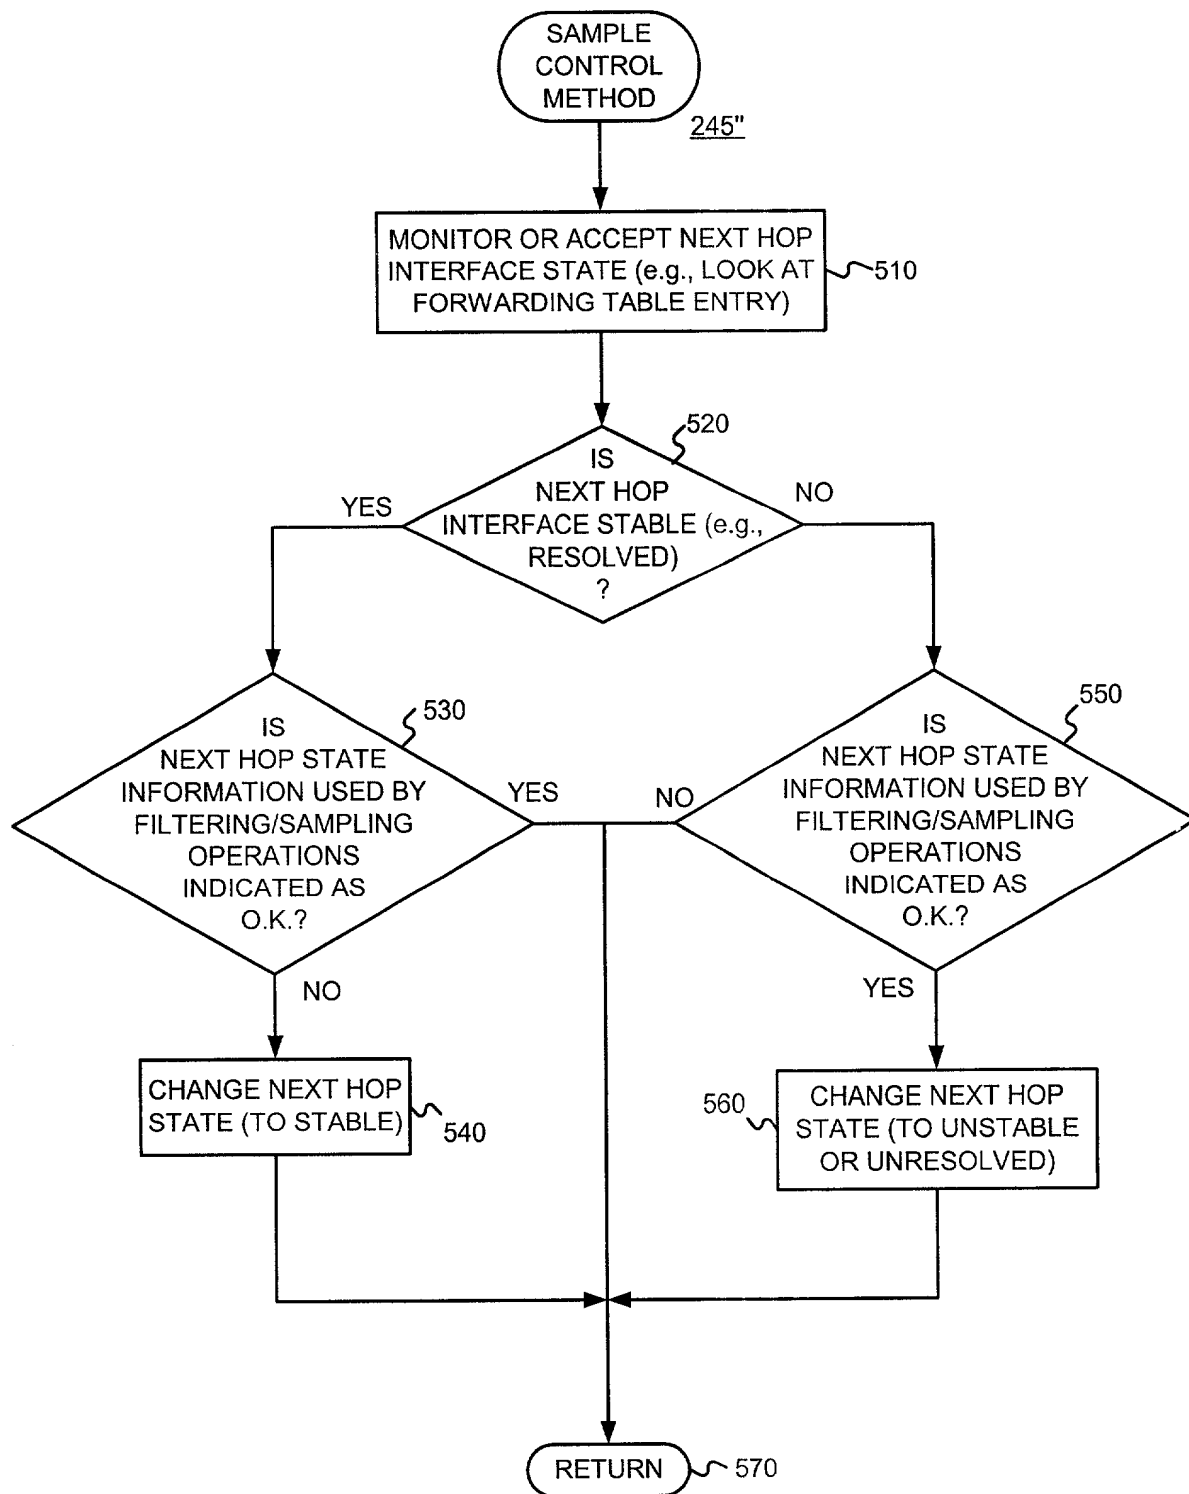 SAMPLE
CONTROL
METHOD
245"
MONITOR OR ACCEPT NEXT HOP
INTERFACE STATE (e.g., LOOK AT
FORWARDING TABLE ENTRY)
510
520
IS
NEXT HOP
INTERFACE STABLE (e.g.,
RESOLVED)
?
YES
NO
530
IS
NEXT HOP STATE
INFORMATION USED BY
FILTERING/SAMPLING
OPERATIONS
INDICATED AS
O.K.?
YES
NO
550
IS
NEXT HOP STATE
INFORMATION USED BY
FILTERING/SAMPLING
OPERATIONS
INDICATED AS
O.K.?
NO
YES
CHANGE NEXT HOP
STATE (TO STABLE)
540
560
CHANGE NEXT HOP
STATE (TO UNSTABLE
OR UNRESOLVED)
RETURN
570